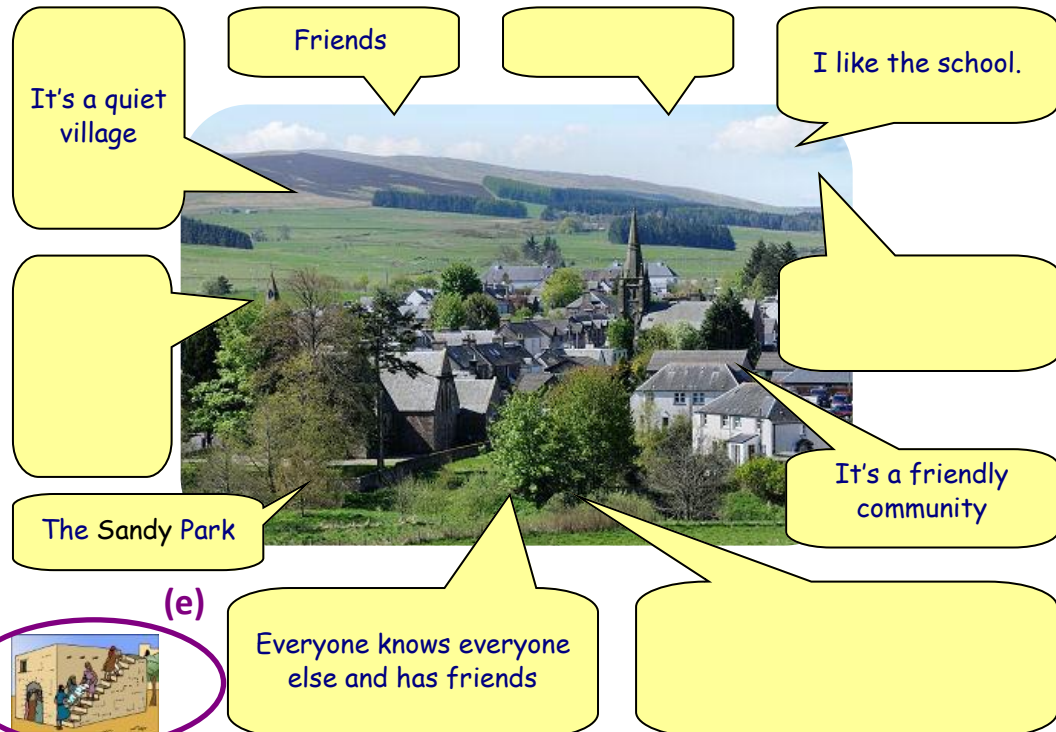 Friends
I like the school.
It's a quiet
village
It's a friendly
community
The Sandy Park
(e)
Everyone knows everyone
else and has friends